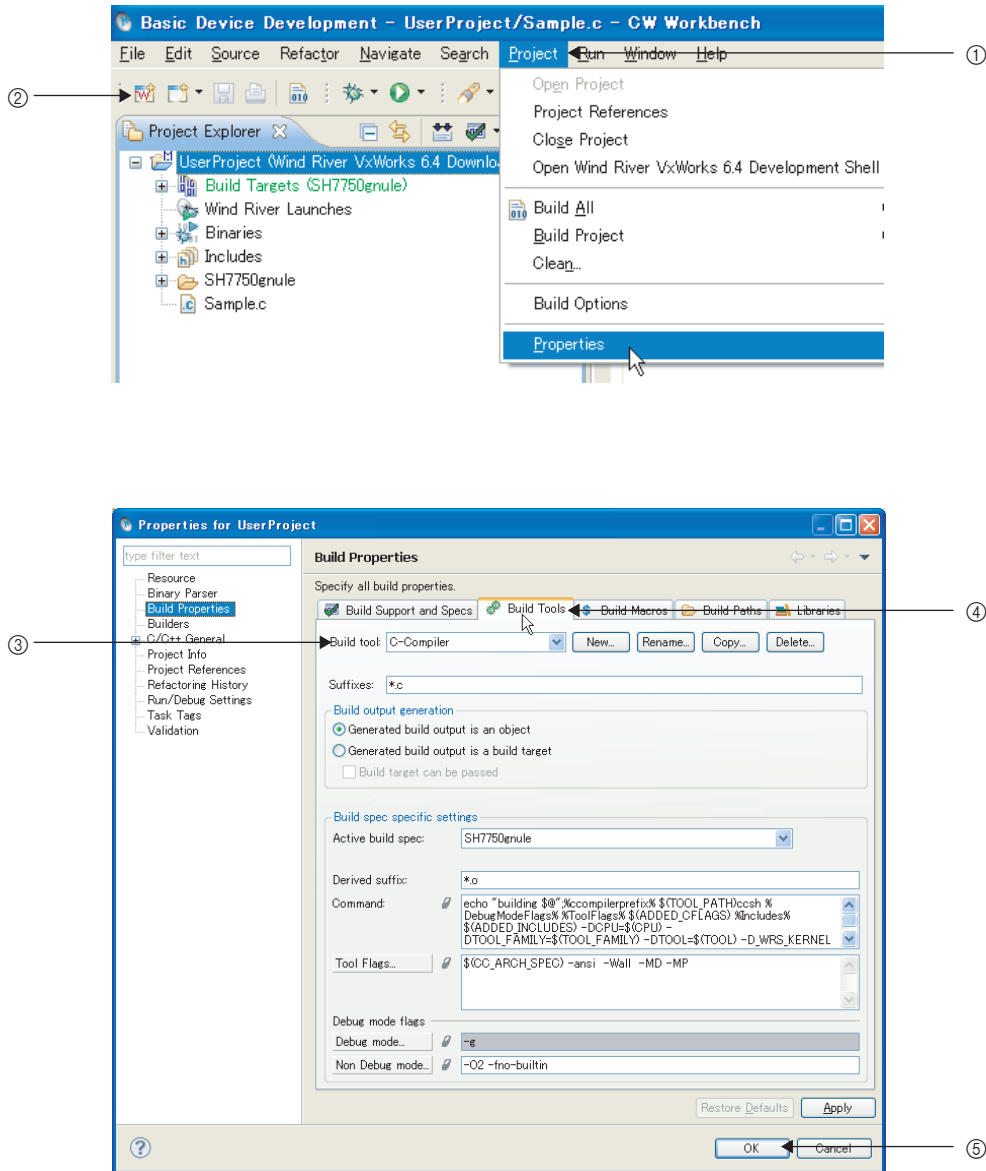 Basic Device Development - UserProject/Sample.c - CW Workbench
File Edit Source Refactor Navigate Search Project Run Window Help
①
②
Project Explorer
UserProject (Wind River VxWorks 6.4 Downlo
Build Targets (SH7750gnule)
Wind River Launches
Binaries
Includes
SH7750gnule
Sample.c
Open Project
Project References
Close Project
Open Wind River VxWorks 6.4 Development Shell
Build All
Build Project
Clean...
Build Options
Properties
Properties for UserProject
type filter text
Resource
Binary Parser
Build Properties
Builders
C/C++ General
Project Info
Project References
Refactoring History
Run/Debug Settings
Task Tags
Validation
③
Build Properties
Specify all build properties.
Build Support and Specs Build Tools Build Macros Build Paths Libraries
④
Build tool: C-Compiler New... Rename... Copy... Delete...
Suffixes: *.c
Build output generation
Generated build output is an object
Generated build output is a build target
Build target can be passed
Build spec specific settings
Active build spec: SH7750gnule
Derived suffix: *.o
Command: echo "building $@";%ccompilerprefix% $(TOOL_PATH)ccsh %
DebugModeFlags% %ToolFlags% $(ADDED_CFLAGS) %Includes%
$(ADDED_INCLUDES) -DCPU=$(CPU) -
DTOOL_FAMILY=$(TOOL_FAMILY) -DTOOL=$(TOOL) -D_WRS_KERNEL
Tool Flags... $(CC_ARCH_SPEC) -ansi -Wall -MD -MP
Debug mode flags
Debug mode... -g
Non Debug mode... -O2 -fno-builtin
Restore Defaults Apply
OK Cancel
⑤